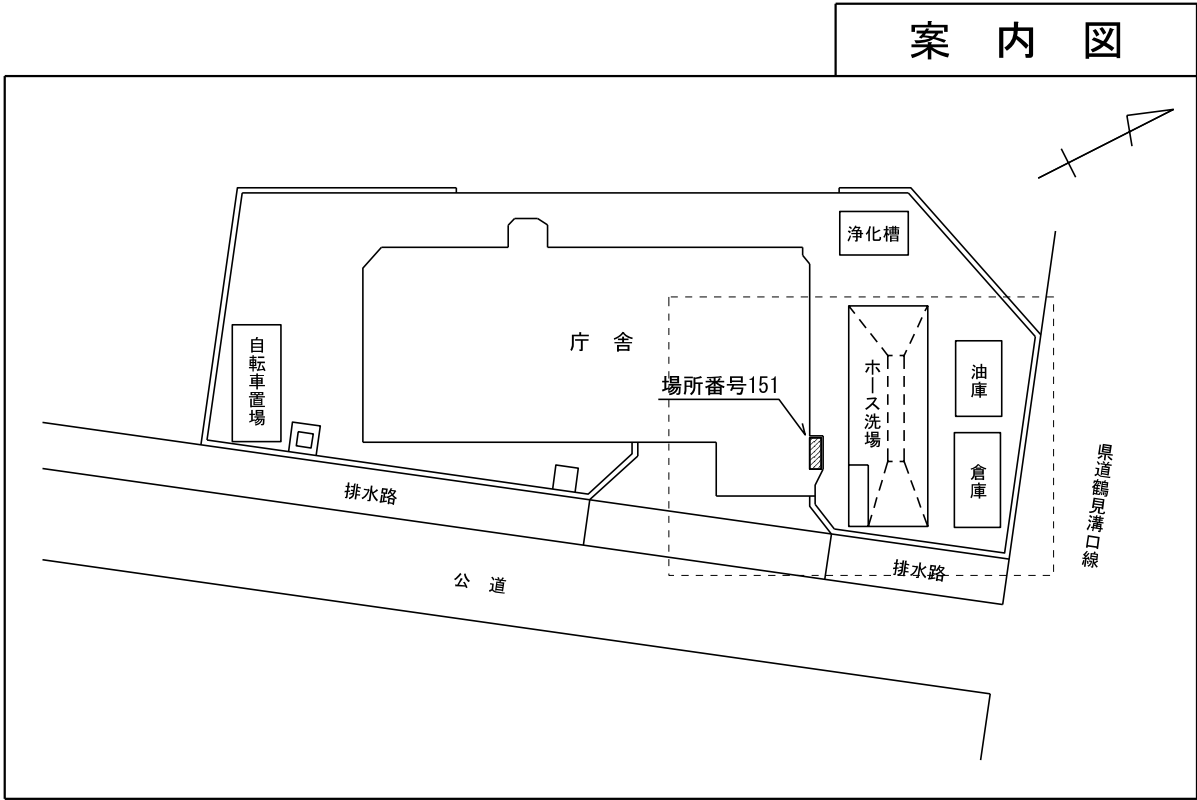 案 内 図
浄化槽
庁 舎
自転車置場
場所番号151
ホース洗場
油庫
倉庫
県道鶴見溝口線
排水路
排水路
公 道